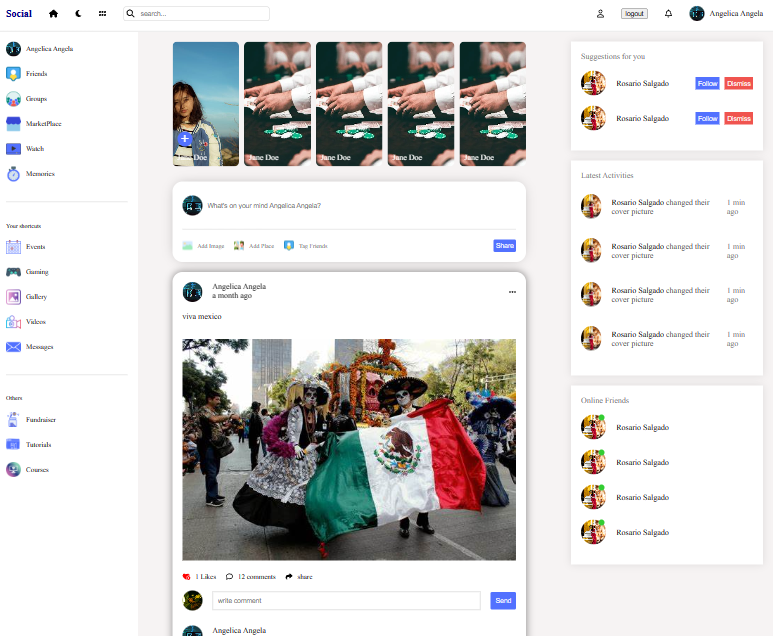 Social
search...
logout
Angelica Angela
Angelica Angela
Friends
Groups
MarketPlace
Watch
Memories
Your shortcuts
Events
Gaming
Gallery
Videos
Messages
Others
Fundraiser
Tutorials
Courses
Jane Doe
Jane Doe
Jane Doe
Jane Doe
Jane Doe
What's on your mind Angelica Angela?
Add Image
Add Place
Tag Friends
Share
Angelica Angela
a month ago
viva mexico
1 Likes
12 comments
share
write comment
Send
Angelica Angela
Suggestions for you
Rosario Salgado
Follow
Dismiss
Rosario Salgado
Follow
Dismiss
Latest Activities
Rosario Salgado changed their
cover picture
1 min
ago
Rosario Salgado changed their
cover picture
1 min
ago
Rosario Salgado changed their
cover picture
1 min
ago
Rosario Salgado changed their
cover picture
1 min
ago
Online Friends
Rosario Salgado
Rosario Salgado
Rosario Salgado
Rosario Salgado